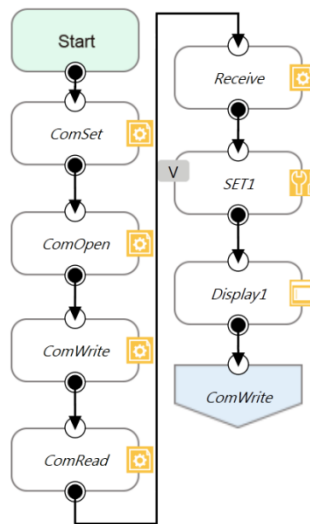 Start
ComSet
ComOpen
ComWrite
ComRead
Receive
V
SET1
Display1
ComWrite